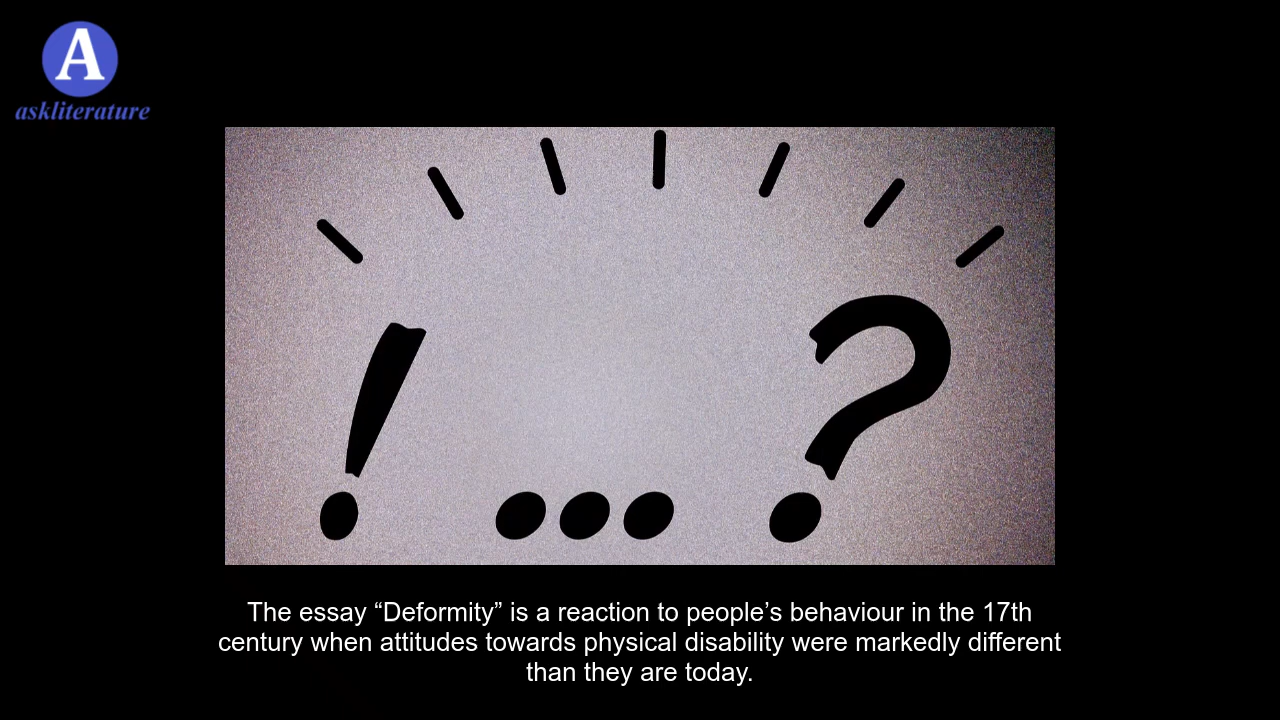 A
askliterature
! ... ?
The essay “Deformity” is a reaction to people’s behaviour in the 17th
century when attitudes towards physical disability were markedly different
than they are today.